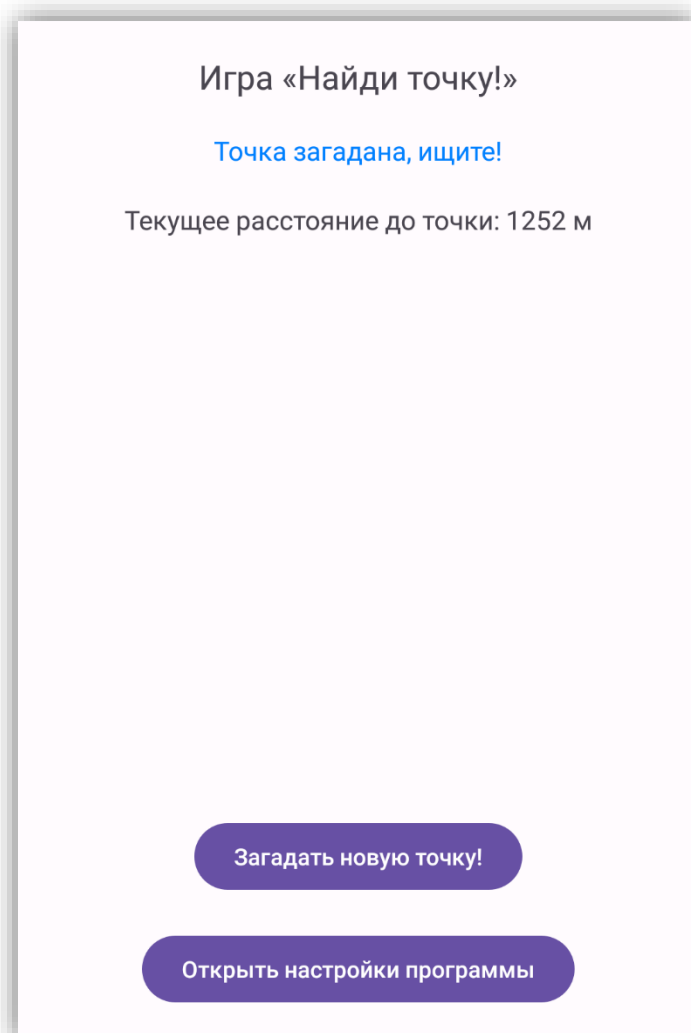 Игра «Найди точку!»
Точка загадана, ищите!
Текущее расстояние до точки: 1252 м
Загадать новую точку!
Открыть настройки программы